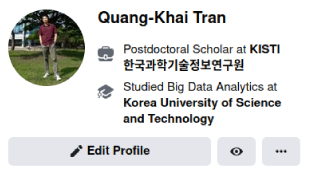 Quang-Khai Tran
Postdoctoral Scholar at KISTI
한국과학기술정보연구원
Studied Big Data Analytics at
Korea University of Science
and Technology
Edit Profile